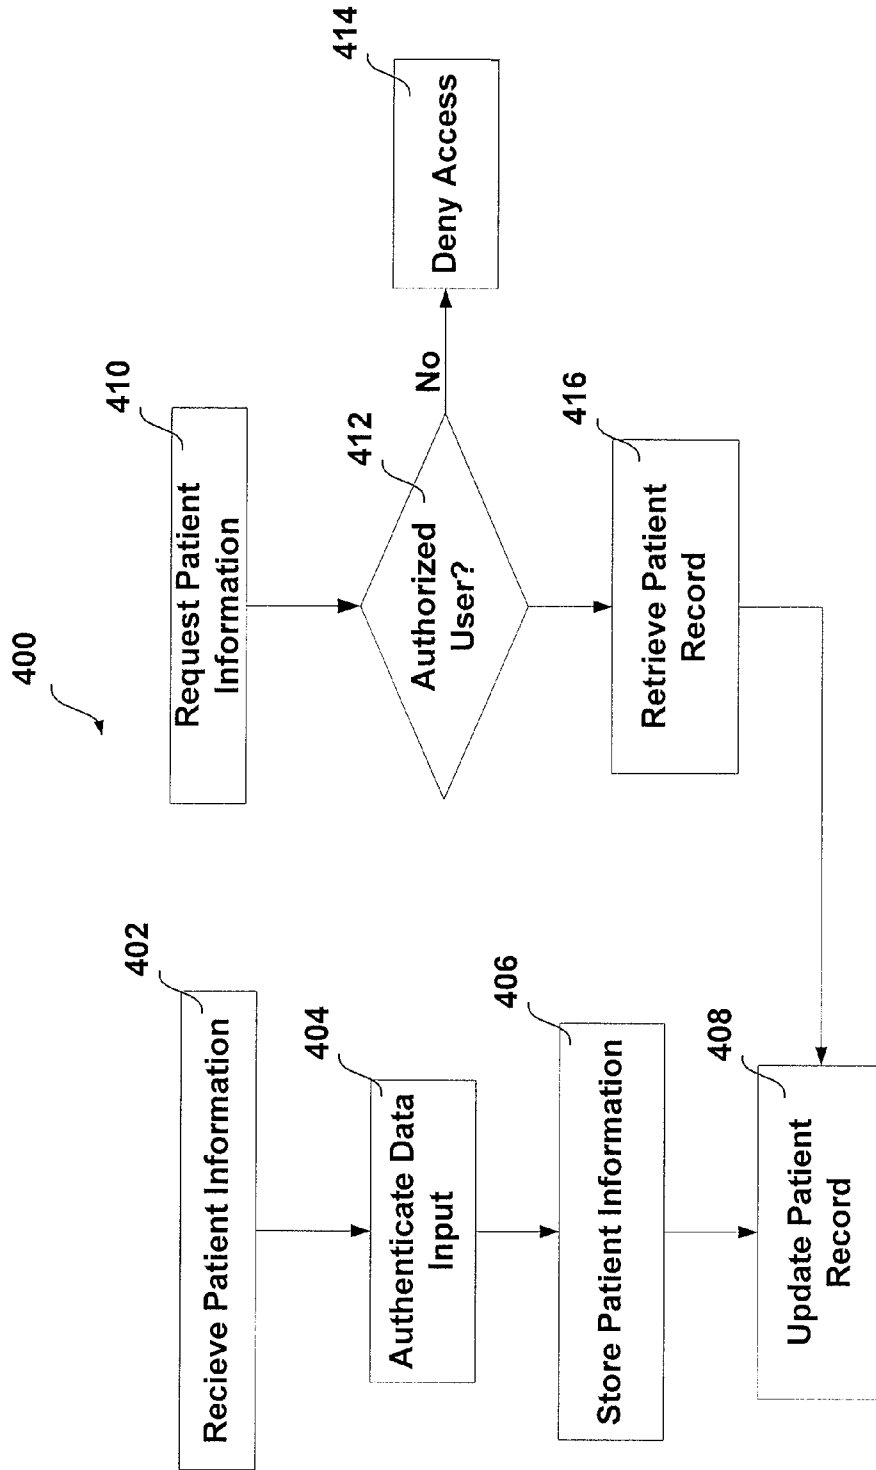 400
402
Recieve Patient Information
404
Authenticate Data
Input
406
Store Patient Information
408
Update Patient
Record
410
Request Patient
Information
412
Authorized
User?
No
414
Deny Access
416
Retrieve Patient
Record